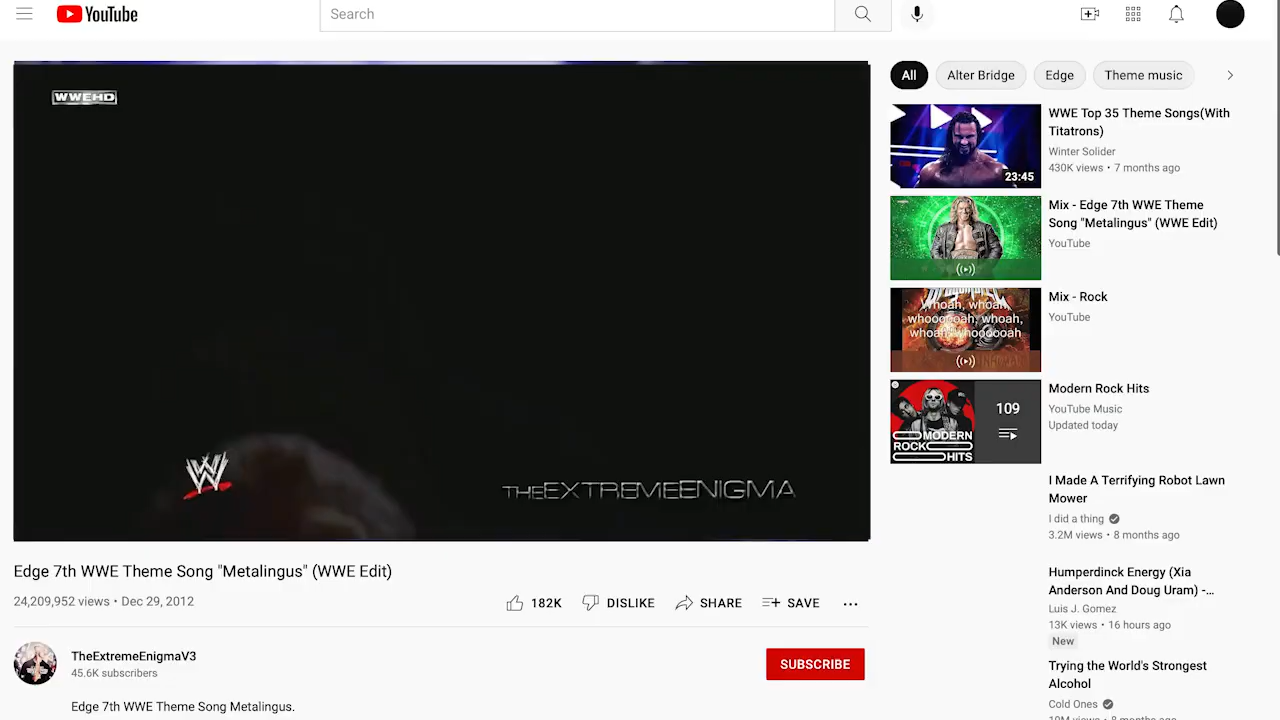 YouTube
Search
WWE HD
W
THEEXTREMEENIGMA
Edge 7th WWE Theme Song "Metalingus" (WWE Edit)
24,209,952 views • Dec 29, 2012
182K
DISLIKE
SHARE
SAVE
TheExtremeEnigmaV3
45.6K subscribers
SUBSCRIBE
Edge 7th WWE Theme Song Metalingus.
All
Alter Bridge
Edge
Theme music
23:45
WWE Top 35 Theme Songs(With
Titatrons)
Winter Solider
430K views • 7 months ago
Mix - Edge 7th WWE Theme
Song "Metalingus" (WWE Edit)
YouTube
Whoah, whoah,
whoooooah, whoah,
whoah, whoooooah
Mix - Rock
YouTube
MODERN
ROCK
HITS
109
Modern Rock Hits
YouTube Music
Updated today
I Made A Terrifying Robot Lawn
Mower
I did a thing
3.2M views • 8 months ago
Humperdinck Energy (Xia
Anderson And Doug Uram) -...
Luis J. Gomez
13K views • 16 hours ago
New
Trying the World's Strongest
Alcohol
Cold Ones